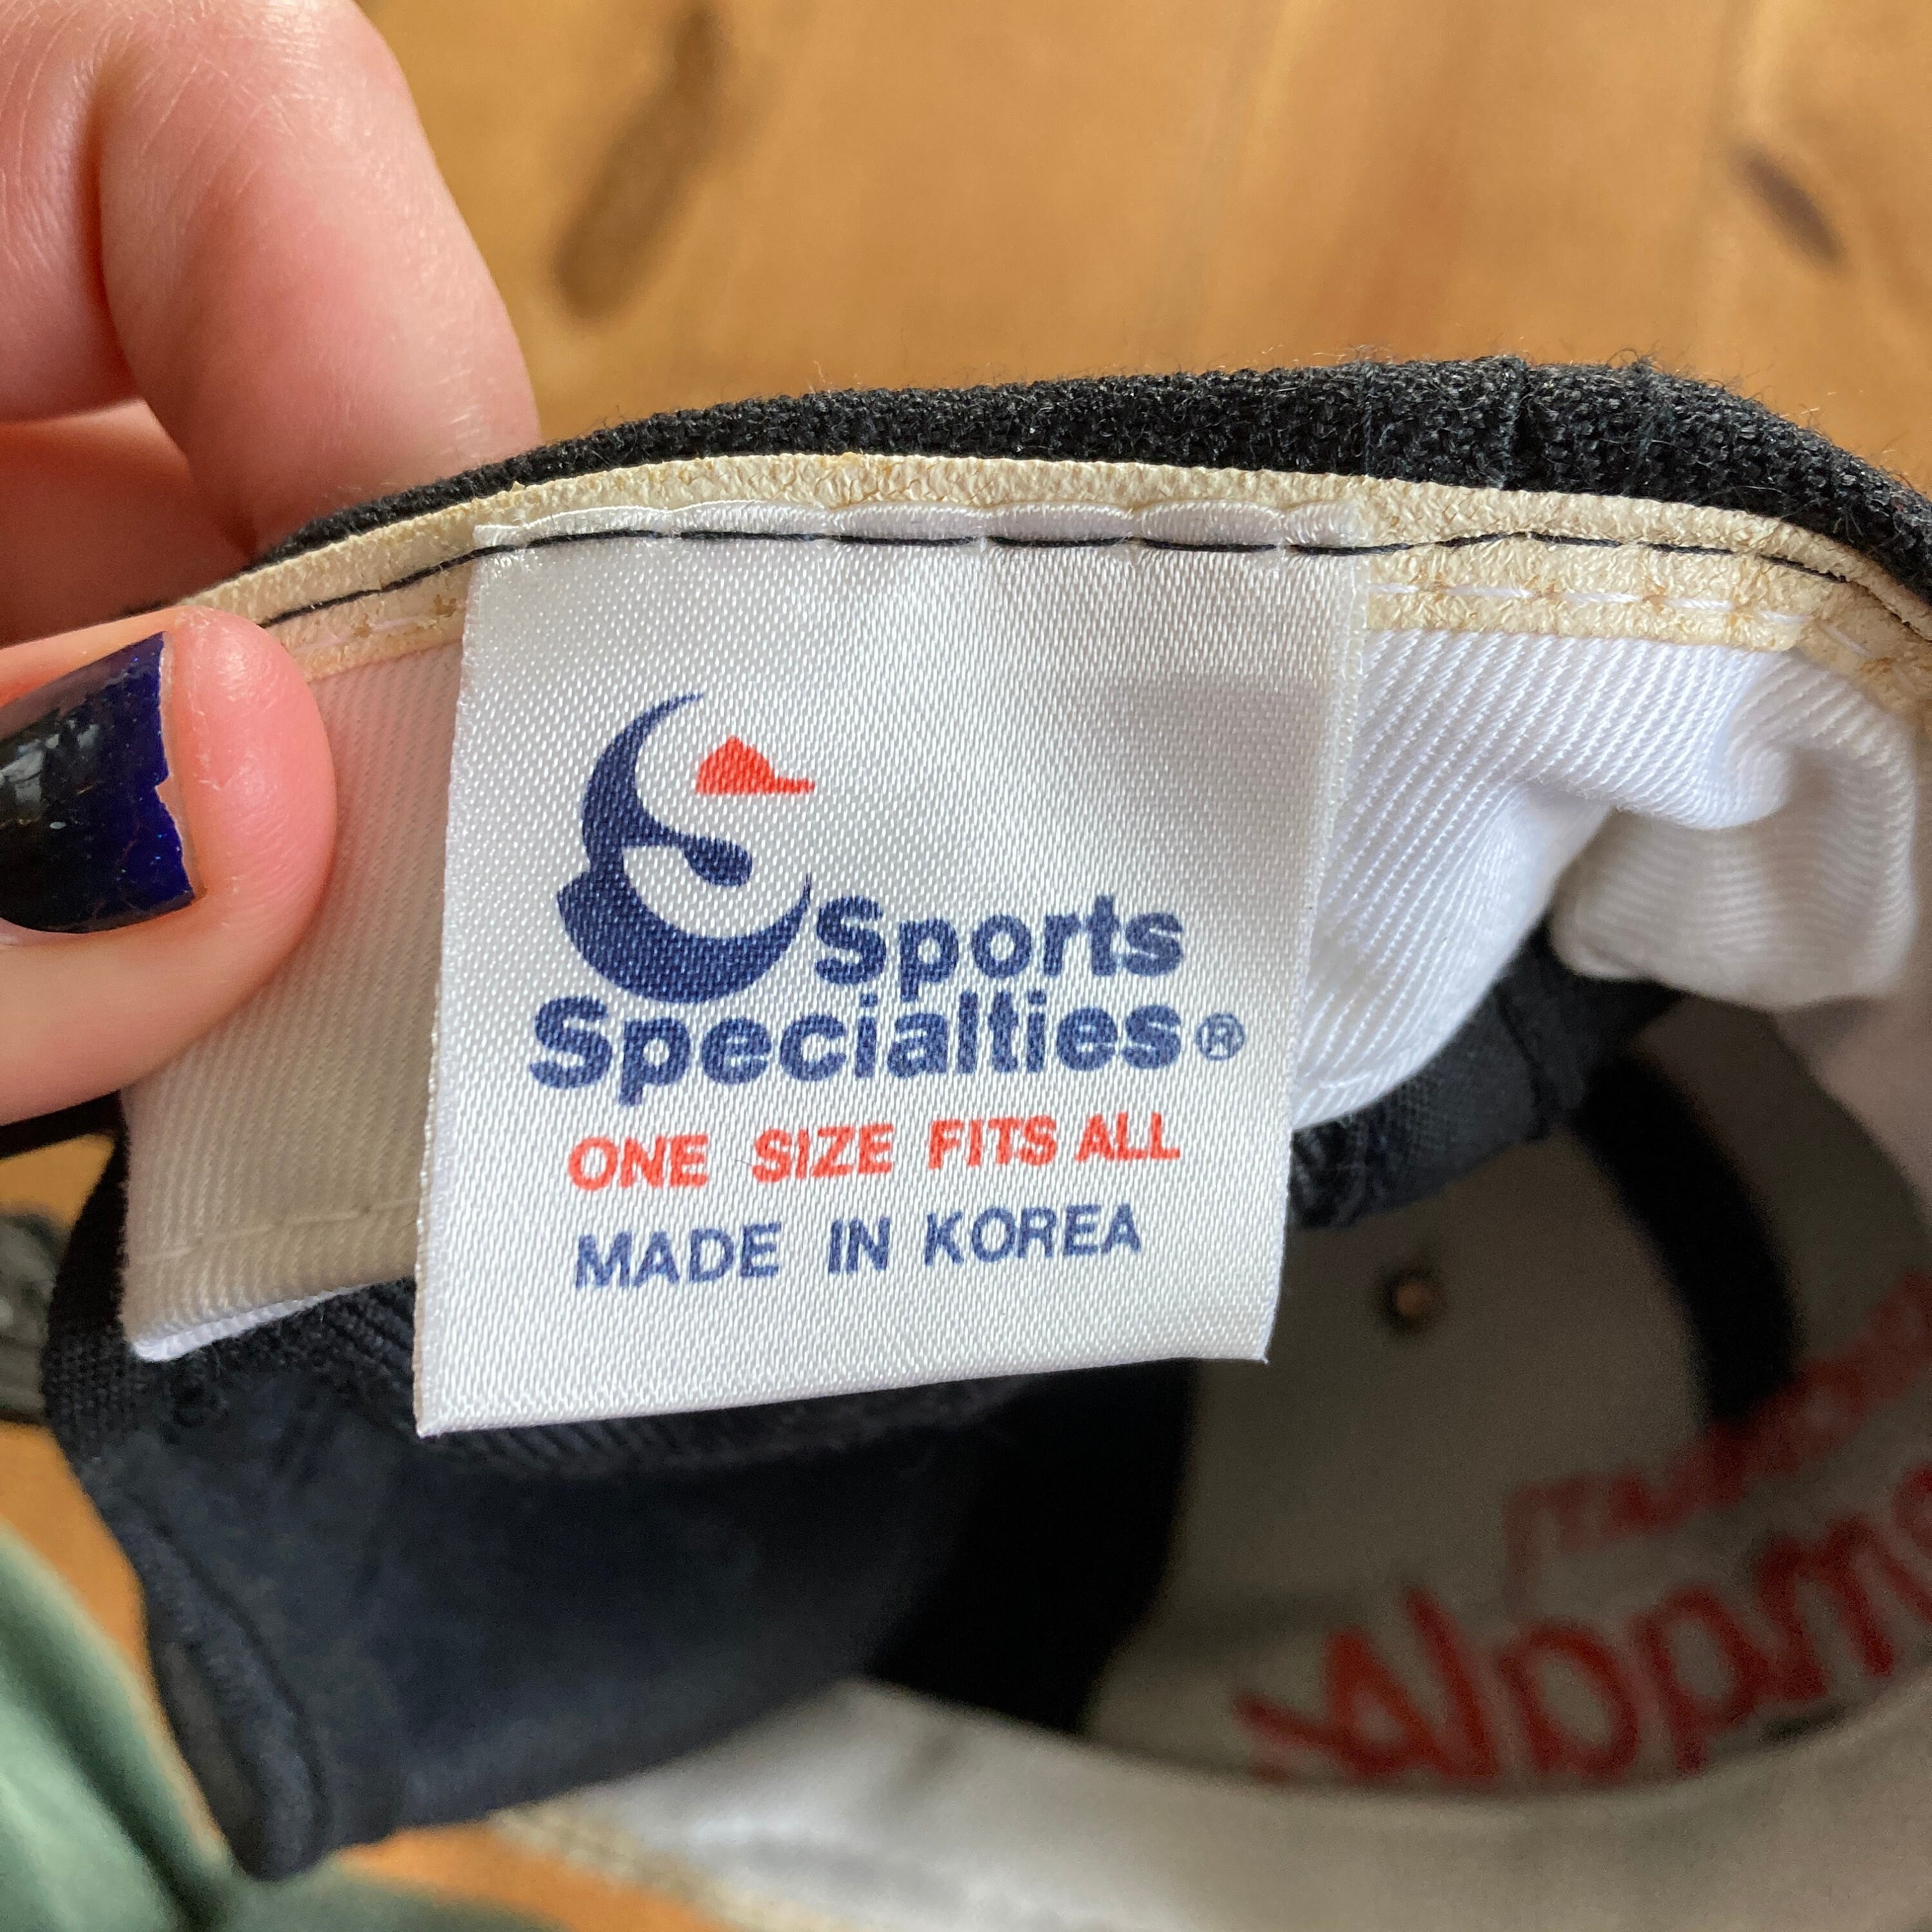 Sports
Specialties®
ONE SIZE FITS ALL
MADE IN KOREA